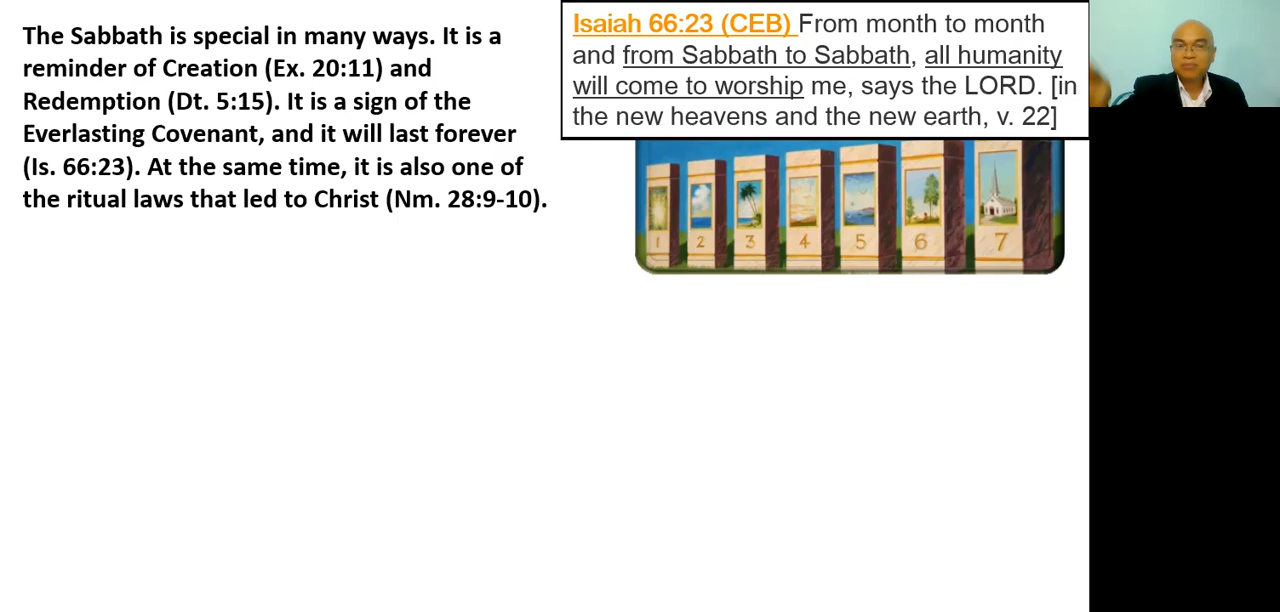 The Sabbath is special in many ways. It is a
reminder of Creation (Ex. 20:11) and
Redemption (Dt. 5:15). It is a sign of the
Everlasting Covenant, and it will last forever
(Is. 66:23). At the same time, it is also one of
the ritual laws that led to Christ (Nm. 28:9-10).
Isaiah 66:23 (CEB) From month to month
and from Sabbath to Sabbath, all humanity
will come to worship me, says the LORD. [in
the new heavens and the new earth, v. 22]
1 2 3 4 5 6 7